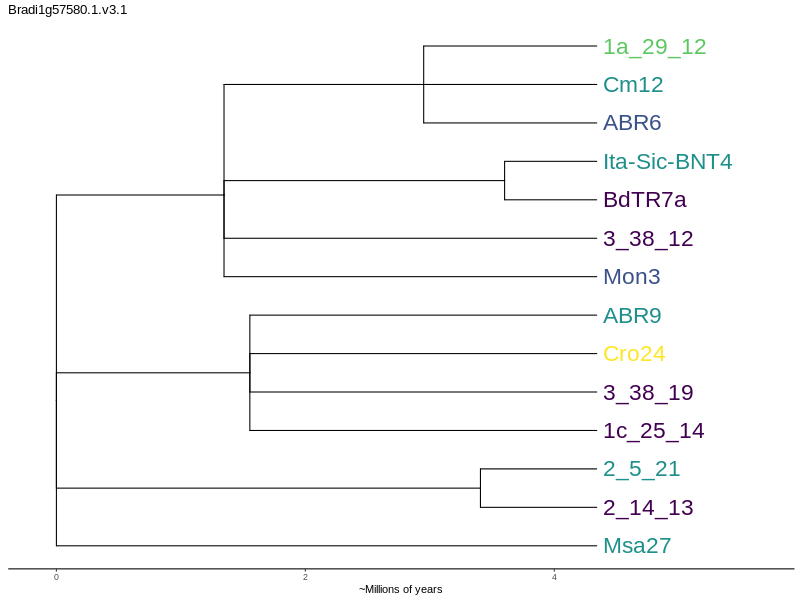 Bradi1g57580.1.v3.1
1a_29_12
Cm12
ABR6
Ita-Sic-BNT4
BdTR7a
3_38_12
Mon3
ABR9
Cro24
3_38_19
1c_25_14
2_5_21
2_14_13
Msa27
0 2 4
~Millions of years